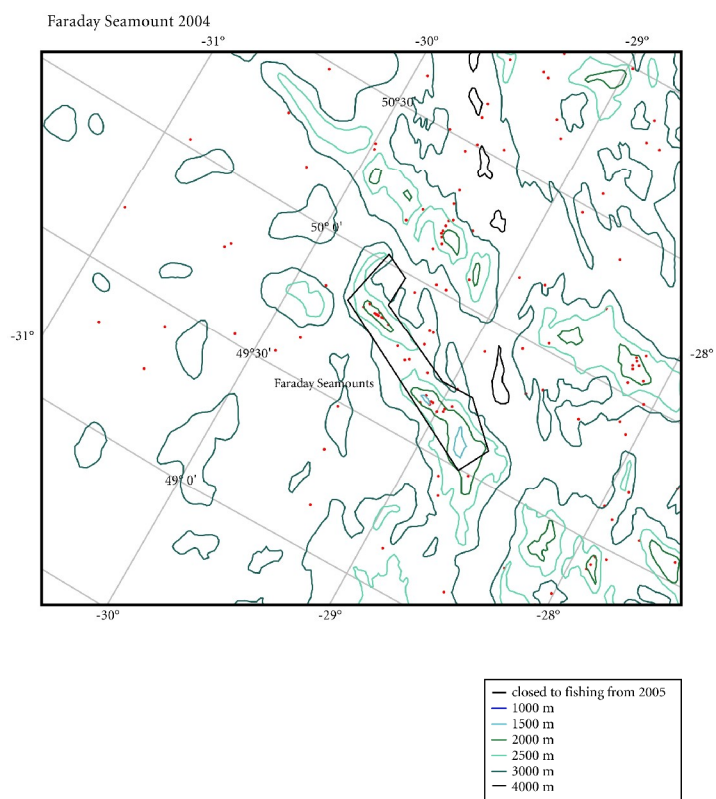 Faraday Seamount 2004
-31° -30° -29°
50°30'
50° 0'
-31° 49°30' -28°
Faraday Seamounts
49° 0'
-30° -29° -28°
closed to fishing from 2005
1000 m
1500 m
2000 m
2500 m
3000 m
4000 m